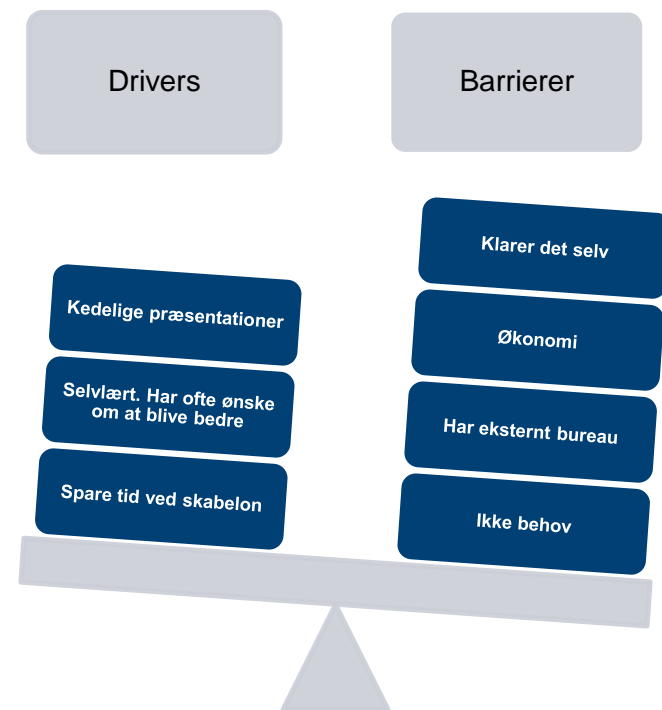 Drivers
Barrierer
Kedelige præsentationer
Selvlært. Har ofte ønske
om at blive bedre
Spare tid ved skabelon
Klarer det selv
Økonomi
Har eksternt bureau
Ikke behov